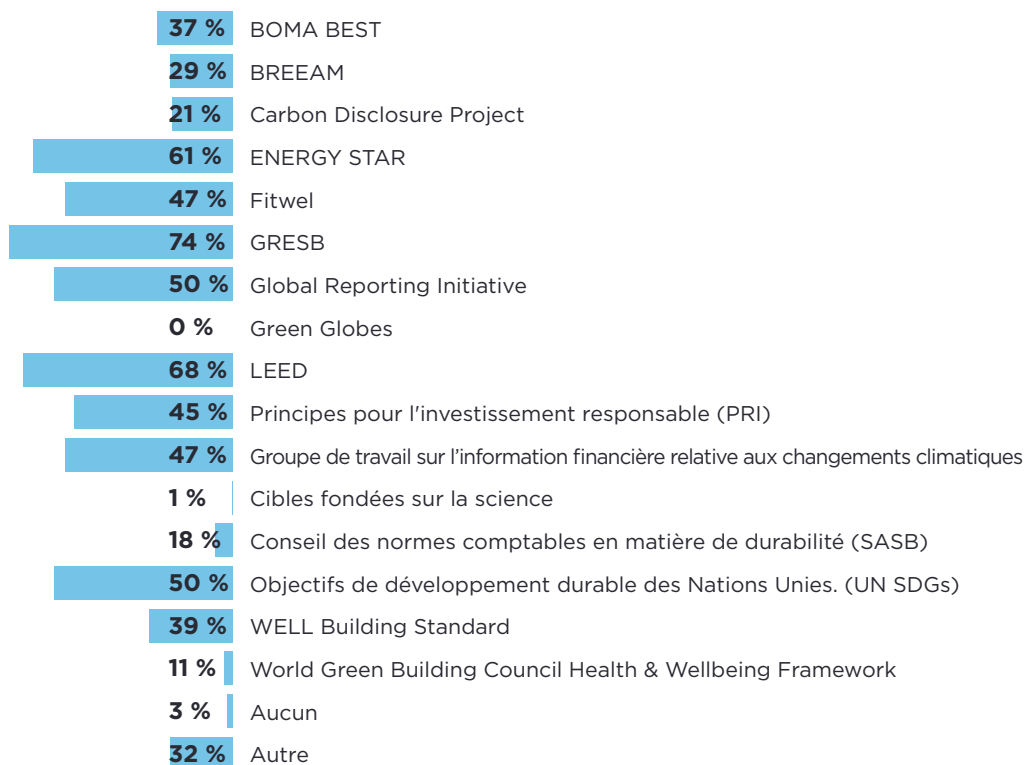 37 % BOMA BEST
29 % BREEAM
21 % Carbon Disclosure Project
61 % ENERGY STAR
47 % Fitwel
74 % GRESB
50 % Global Reporting Initiative
0 % Green Globes
68 % LEED
45 % Principes pour l'investissement responsable (PRI)
47 % Groupe de travail sur l’information financière relative aux changements climatiques
1 % Cibles fondées sur la science
18 % Conseil des normes comptables en matière de durabilité (SASB)
50 % Objectifs de développement durable des Nations Unies. (UN SDGs)
39 % WELL Building Standard
11 % World Green Building Council Health & Wellbeing Framework
3 % Aucun
32 % Autre